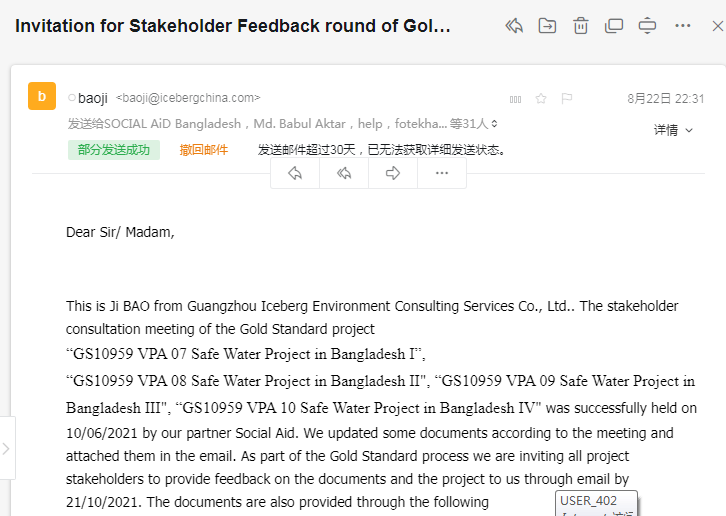 Invitation for Stakeholder Feedback round of Gol...
b
baoji <baoji@icebergchina.com>
8月22日 22:31
发送给SOCIAL AiD Bangladesh , Md. Babul Aktar , help , fotekha... 等31人
详情
部分发送成功 撤回邮件 发送邮件超过30天，已无法获取详细发送状态。
Dear Sir/ Madam,
This is Ji BAO from Guangzhou Iceberg Environment Consulting Services Co., Ltd.. The stakeholder
consultation meeting of the Gold Standard project
“GS10959 VPA 07 Safe Water Project in Bangladesh I”,
“GS10959 VPA 08 Safe Water Project in Bangladesh II", “GS10959 VPA 09 Safe Water Project in
Bangladesh III", “GS10959 VPA 10 Safe Water Project in Bangladesh IV" was successfully held on
10/06/2021 by our partner Social Aid. We updated some documents according to the meeting and
attached them in the email. As part of the Gold Standard process we are inviting all project
stakeholders to provide feedback on the documents and the project to us through email by
21/10/2021. The documents are also provided through the following
USER_402